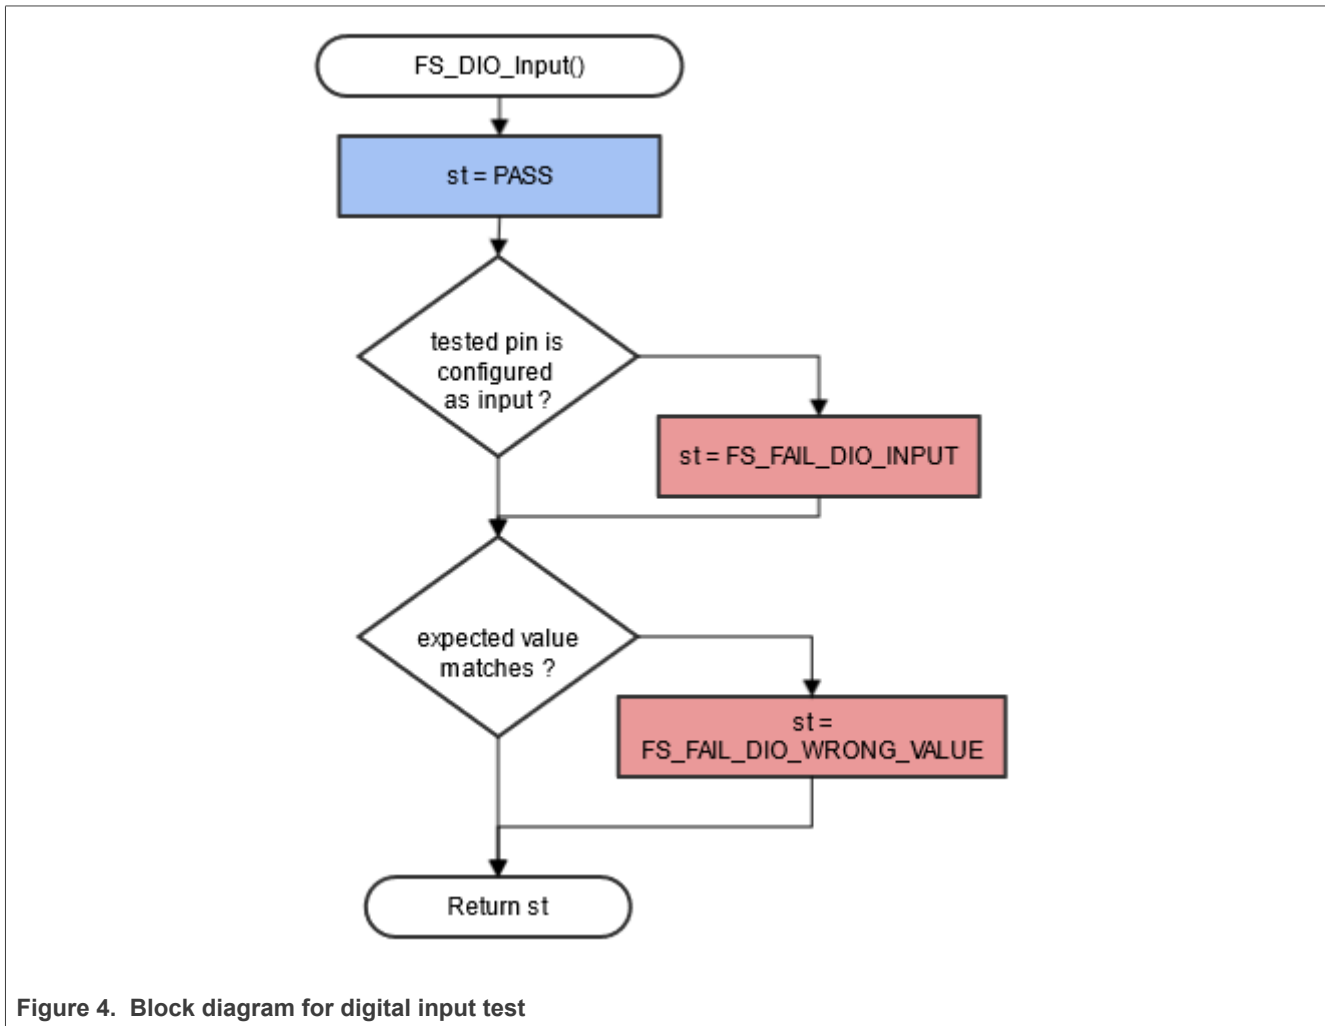 FS_DIO_Input()
st = PASS
tested pin is
configured
as input ?
st = FS_FAIL_DIO_INPUT
expected value
matches ?
st =
FS_FAIL_DIO_WRONG_VALUE
Return st
Figure 4. Block diagram for digital input test